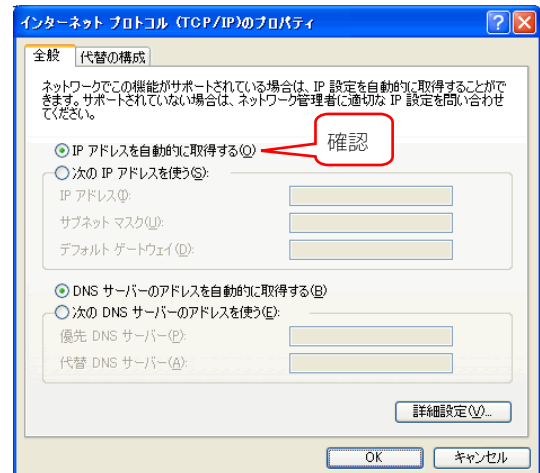 インターネット プロトコル (TCP/IP)のプロパティ
全般
代替の構成
ネットワークでこの機能がサポートされている場合は、IP 設定を自動的に取得することがで
きます。サポートされていない場合は、ネットワーク管理者に適切な IP 設定を問い合わせ
てください。
IP アドレスを自動的に取得する(O)
確認
次の IP アドレスを使う(S):
IP アドレス(I):
サブネット マスク(U):
デフォルト ゲートウェイ(D):
DNS サーバーのアドレスを自動的に取得する(B)
次の DNS サーバーのアドレスを使う(E):
優先 DNS サーバー(P):
代替 DNS サーバー(A):
詳細設定(V)...
OK
キャンセル